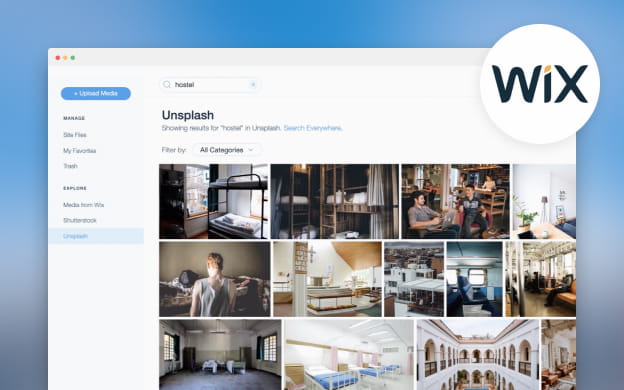 WiX
hostel
+ Upload Media
MANAGE
Site Files
My Favorites
Trash
EXPLORE
Media from Wix
Shutterstock
Unsplash
Unsplash
Showing results for "hostel" in Unsplash. Search Everywhere.
Filter by: All Categories